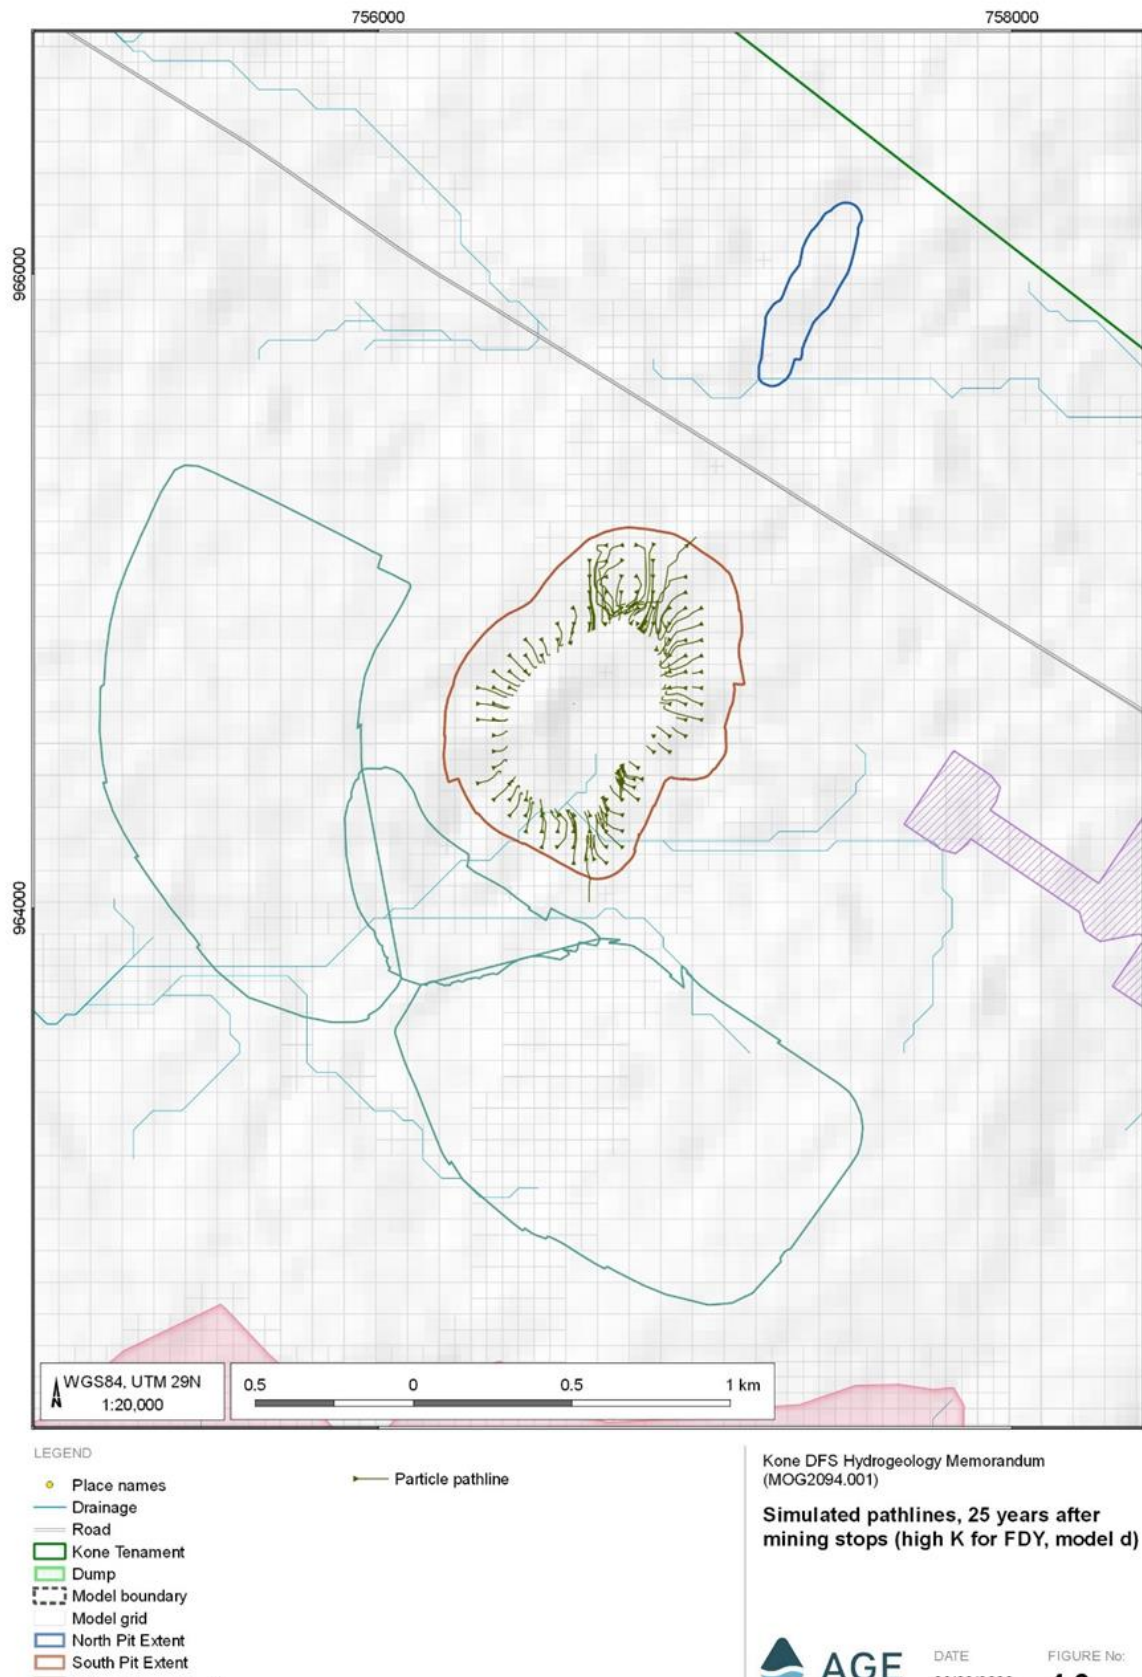 756000
758000
966000
964000
WGS84, UTM 29N
1:20,000
N
0.5
0
0.5
1 km
LEGEND
Place names
Drainage
Road
Kone Tenament
Dump
Model boundary
Model grid
North Pit Extent
South Pit Extent
Particle pathline
Kone DFS Hydrogeology Memorandum
(MOG2094.001)
Simulated pathlines, 25 years after
mining stops (high K for FDY, model d)
AGE
DATE
FIGURE No: